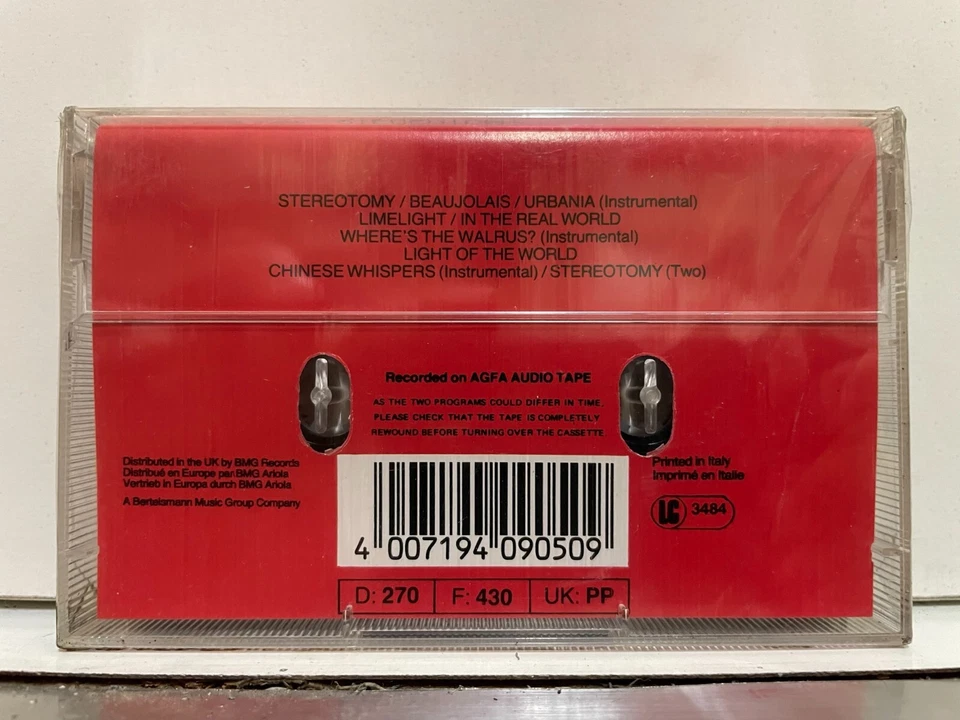 STEREOTOMY / BEAUJOLAIS / URBANIA (Instrumental)
LIMELIGHT / IN THE REAL WORLD
WHERE'S THE WALRUS? (Instrumental)
LIGHT OF THE WORLD
CHINESE WHISPERS (Instrumental) / STEREOTOMY (Two)
Recorded on AGFA AUDIO TAPE
AS THE TWO PROGRAMS COULD DIFFER IN TIME.
PLEASE CHECK THAT THE TAPE IS COMPLETELY
REWOUND BEFORE TURNING OVER THE CASSETTE
Distributed in the UK by BMG Records
Distribué en Europe par BMG Ariola
Vertrieb in Europa durch BMG Ariola
A Bertelsmann Music Group Company
Printed in Italy
Imprimé en Italie
LC 3484
4 007194 090509
D: 270 F: 430 UK: PP